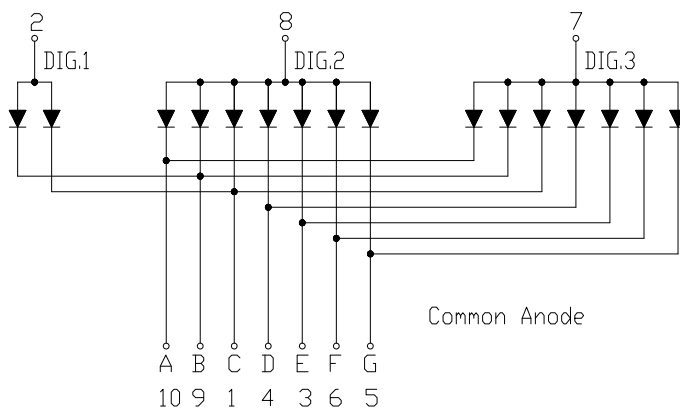 2 8 7
DIG.1 DIG.2 DIG.3
Common Anode
A B C D E F G
10 9 1 4 3 6 5